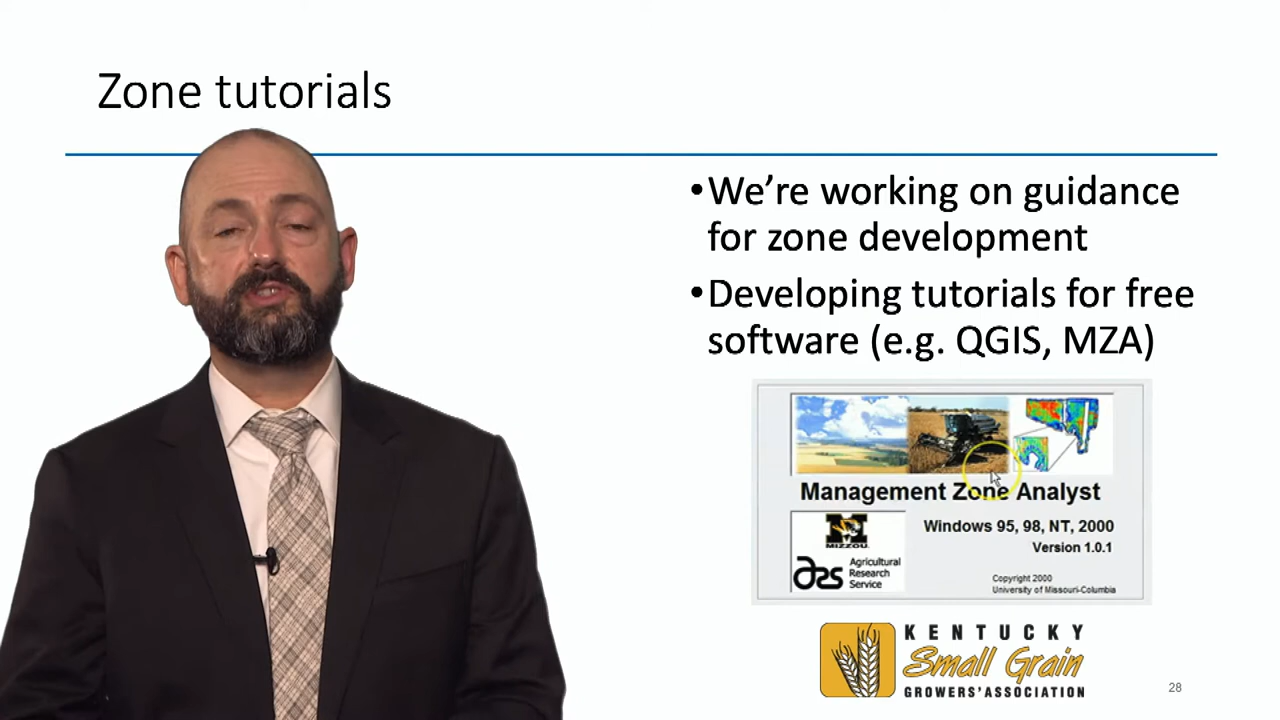 Zone tutorials
•We’re working on guidance
for zone development
•Developing tutorials for free
software (e.g. QGIS, MZA)
Management Zone Analyst
Windows 95, 98, NT, 2000
Version 1.0.1
MIZZOU
ars Agricultural
Research
Service
Copyright 2000
University of Missouri-Columbia
KENTUCKY
Small Grain
GROWERS'ASSOCIATION
28